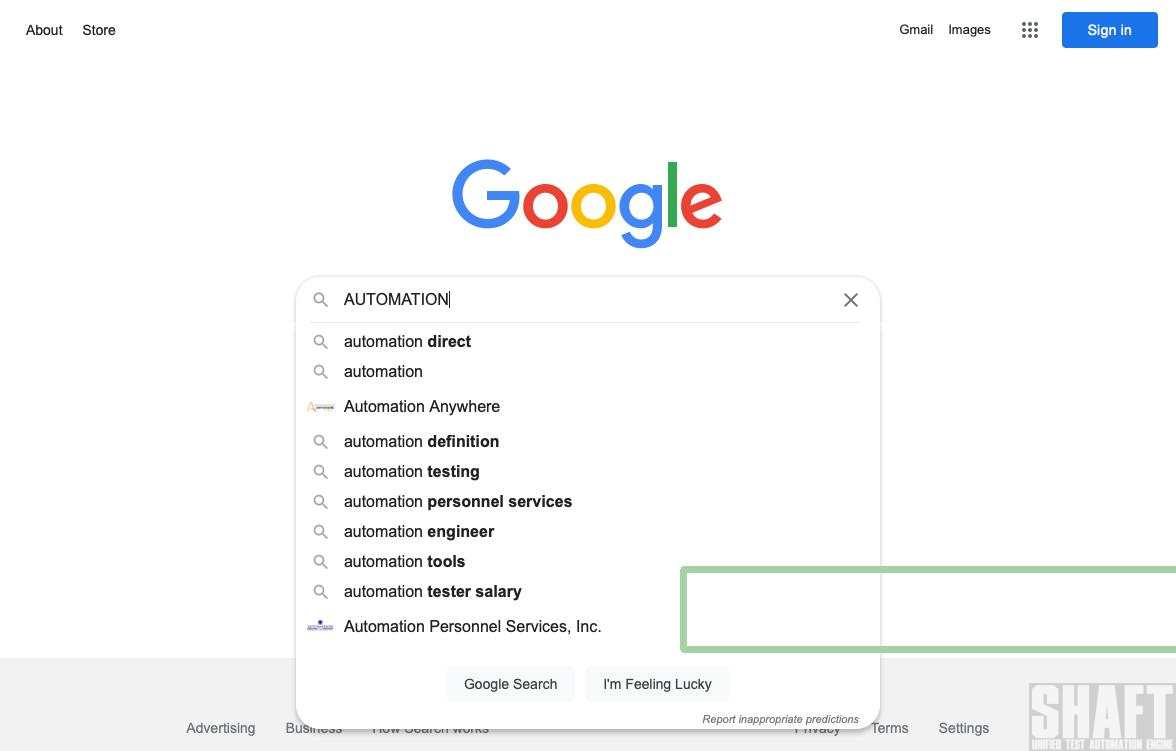 About Store Gmail Images Sign in
Google
AUTOMATION
automation direct
automation
Automation Anywhere
automation definition
automation testing
automation personnel services
automation engineer
automation tools
automation tester salary
Automation Personnel Services, Inc.
Google Search I'm Feeling Lucky
Report inappropriate predictions
Advertising Business How Search works Privacy Terms Settings
SHAFT
UNIFIED TEST AUTOMATION ENGINE